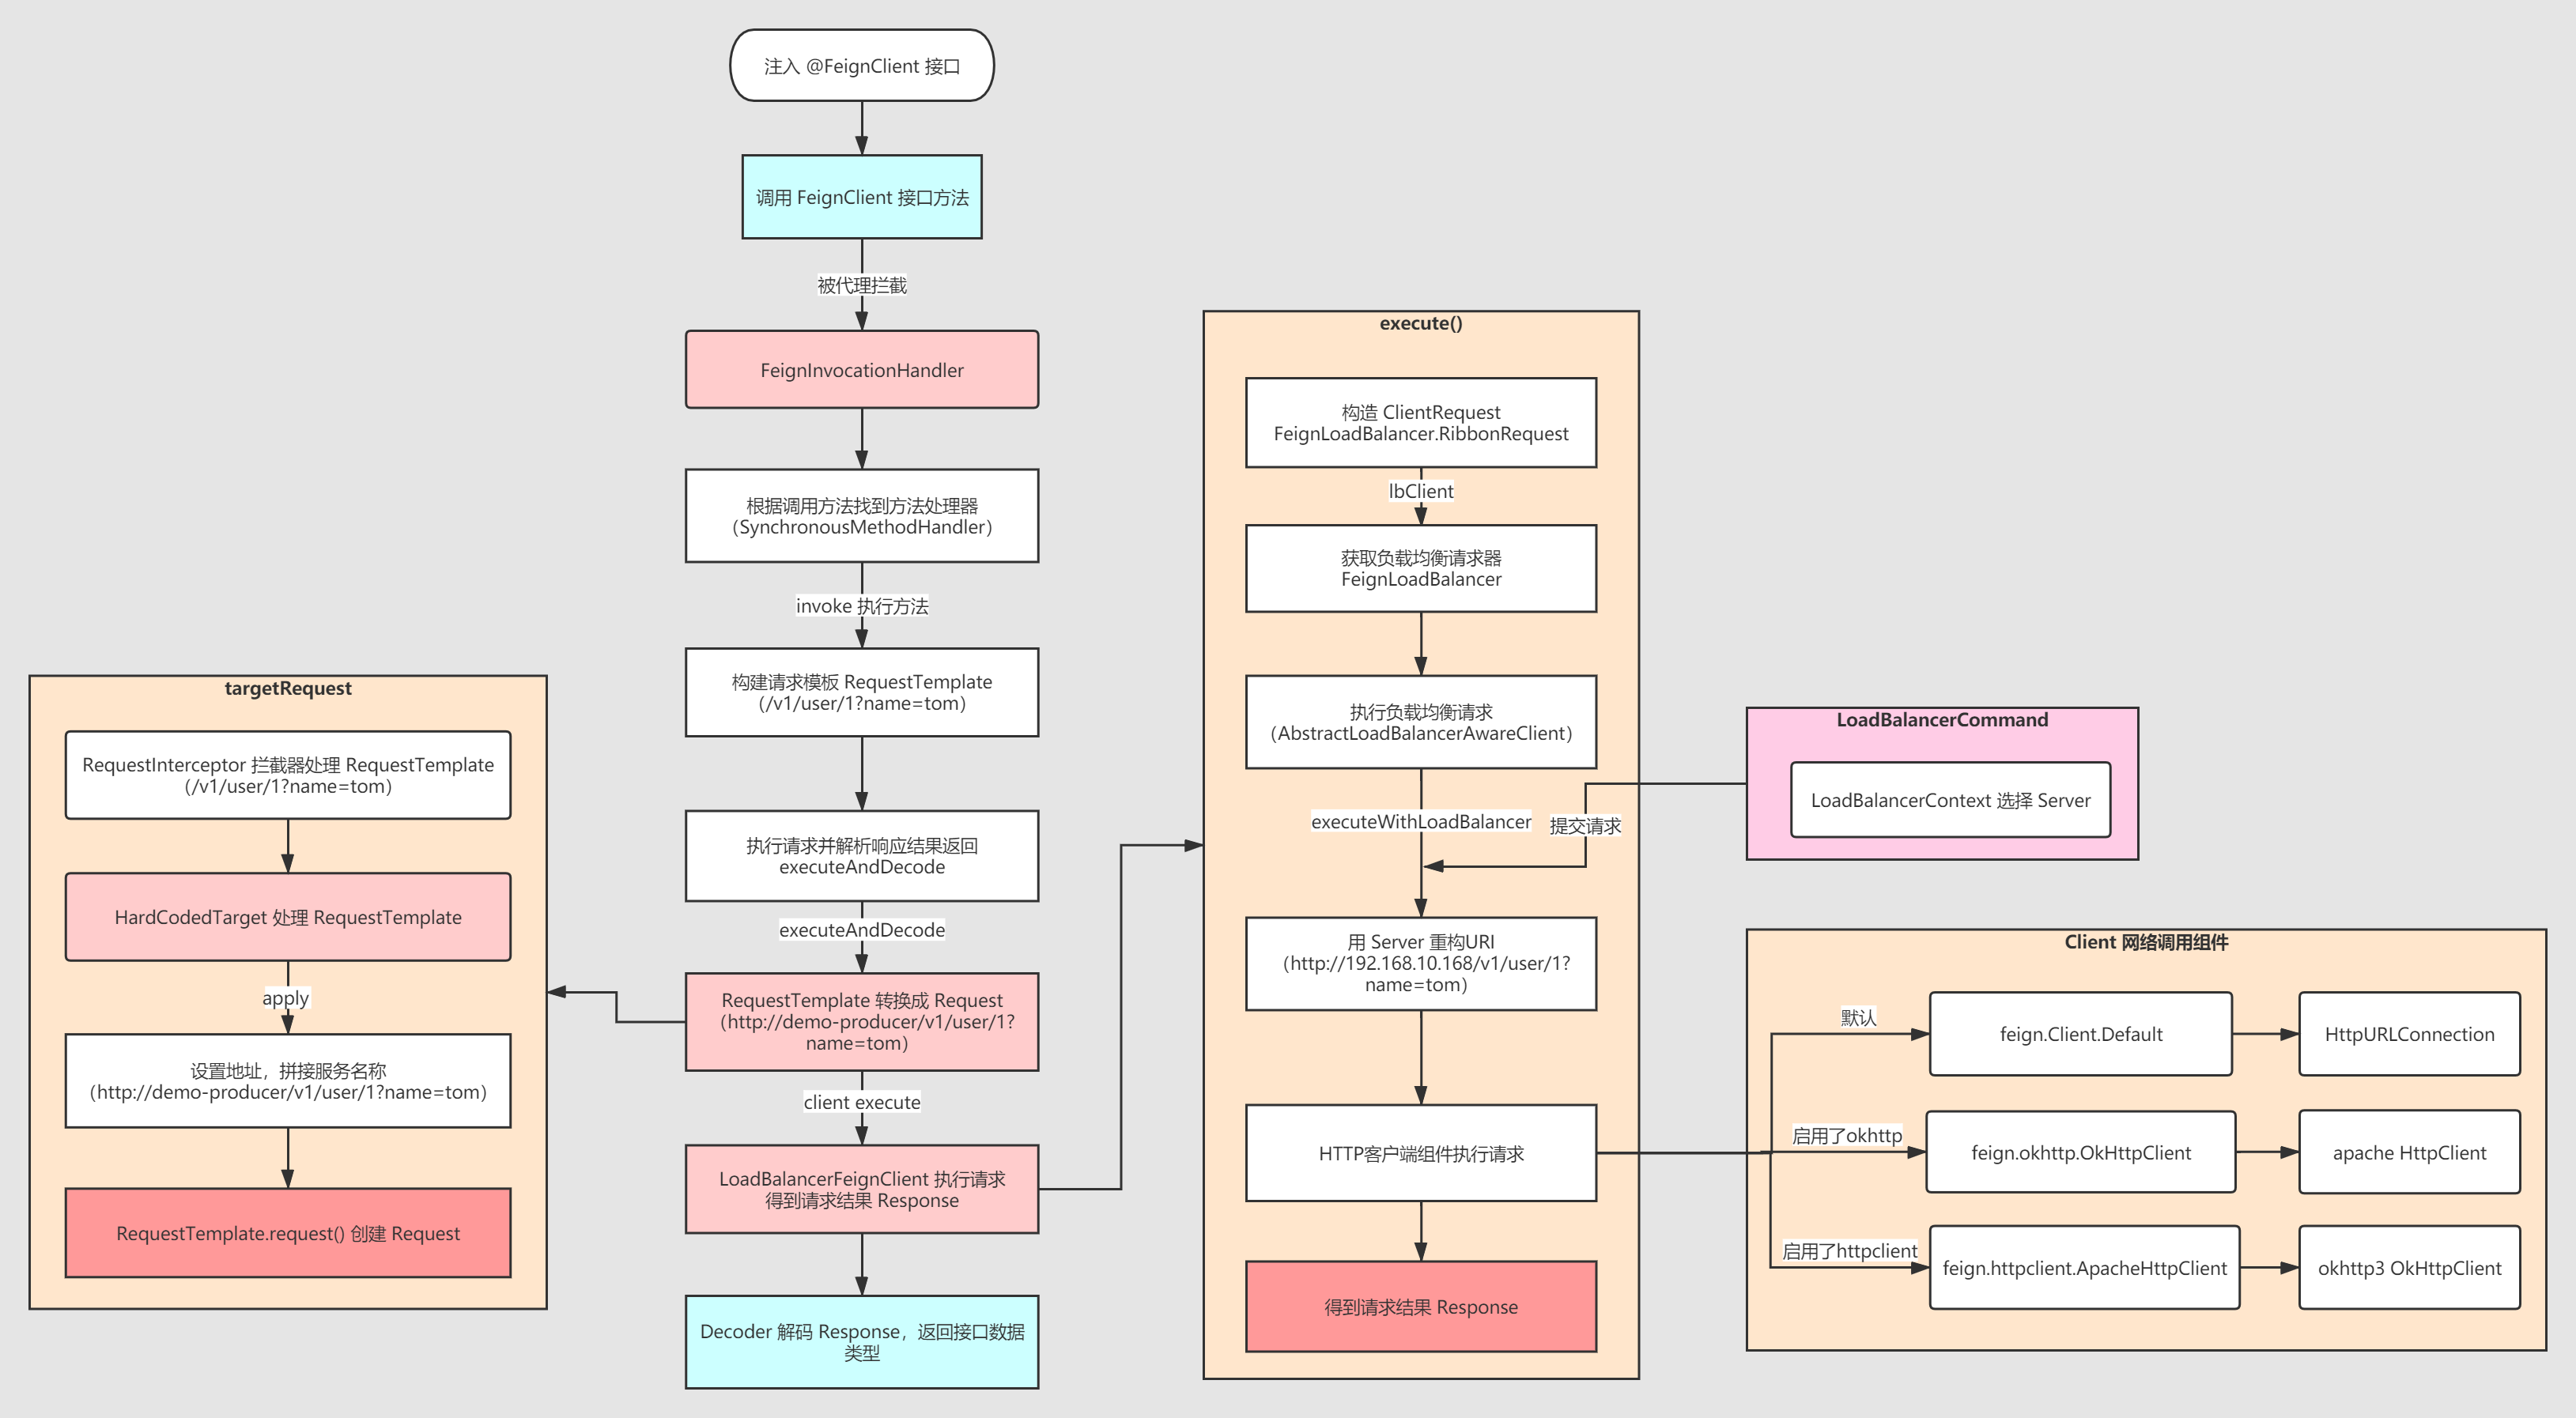 注入 @FeignClient 接口
调用 FeignClient 接口方法
被代理拦截
FeignInvocationHandler
根据调用方法找到方法处理器
（SynchronousMethodHandler）
invoke 执行方法
构建请求模板 RequestTemplate
（/v1/user/1?name=tom）
执行请求并解析响应结果返回
executeAndDecode
executeAndDecode
RequestTemplate 转换成 Request
（http://demo-producer/v1/user/1?
name=tom）
client execute
LoadBalancerFeignClient 执行请求
得到请求结果 Response
Decoder 解码 Response，返回接口数据
类型
targetRequest
RequestInterceptor 拦截器处理 RequestTemplate
（/v1/user/1?name=tom）
HardCodedTarget 处理 RequestTemplate
apply
设置地址，拼接服务名称
（http://demo-producer/v1/user/1?name=tom）
RequestTemplate.request() 创建 Request
execute()
构造 ClientRequest
FeignLoadBalancer.RibbonRequest
lbClient
获取负载均衡请求器
FeignLoadBalancer
执行负载均衡请求
（AbstractLoadBalancerAwareClient）
executeWithLoadBalancer
提交请求
用 Server 重构URI
（http://192.168.10.168/v1/user/1?
name=tom）
HTTP客户端组件执行请求
得到请求结果 Response
LoadBalancerCommand
LoadBalancerContext 选择 Server
Client 网络调用组件
默认
feign.Client.Default
HttpURLConnection
启用了okhttp
feign.okhttp.OkHttpClient
apache HttpClient
启用了httpclient
feign.httpclient.ApacheHttpClient
okhttp3 OkHttpClient